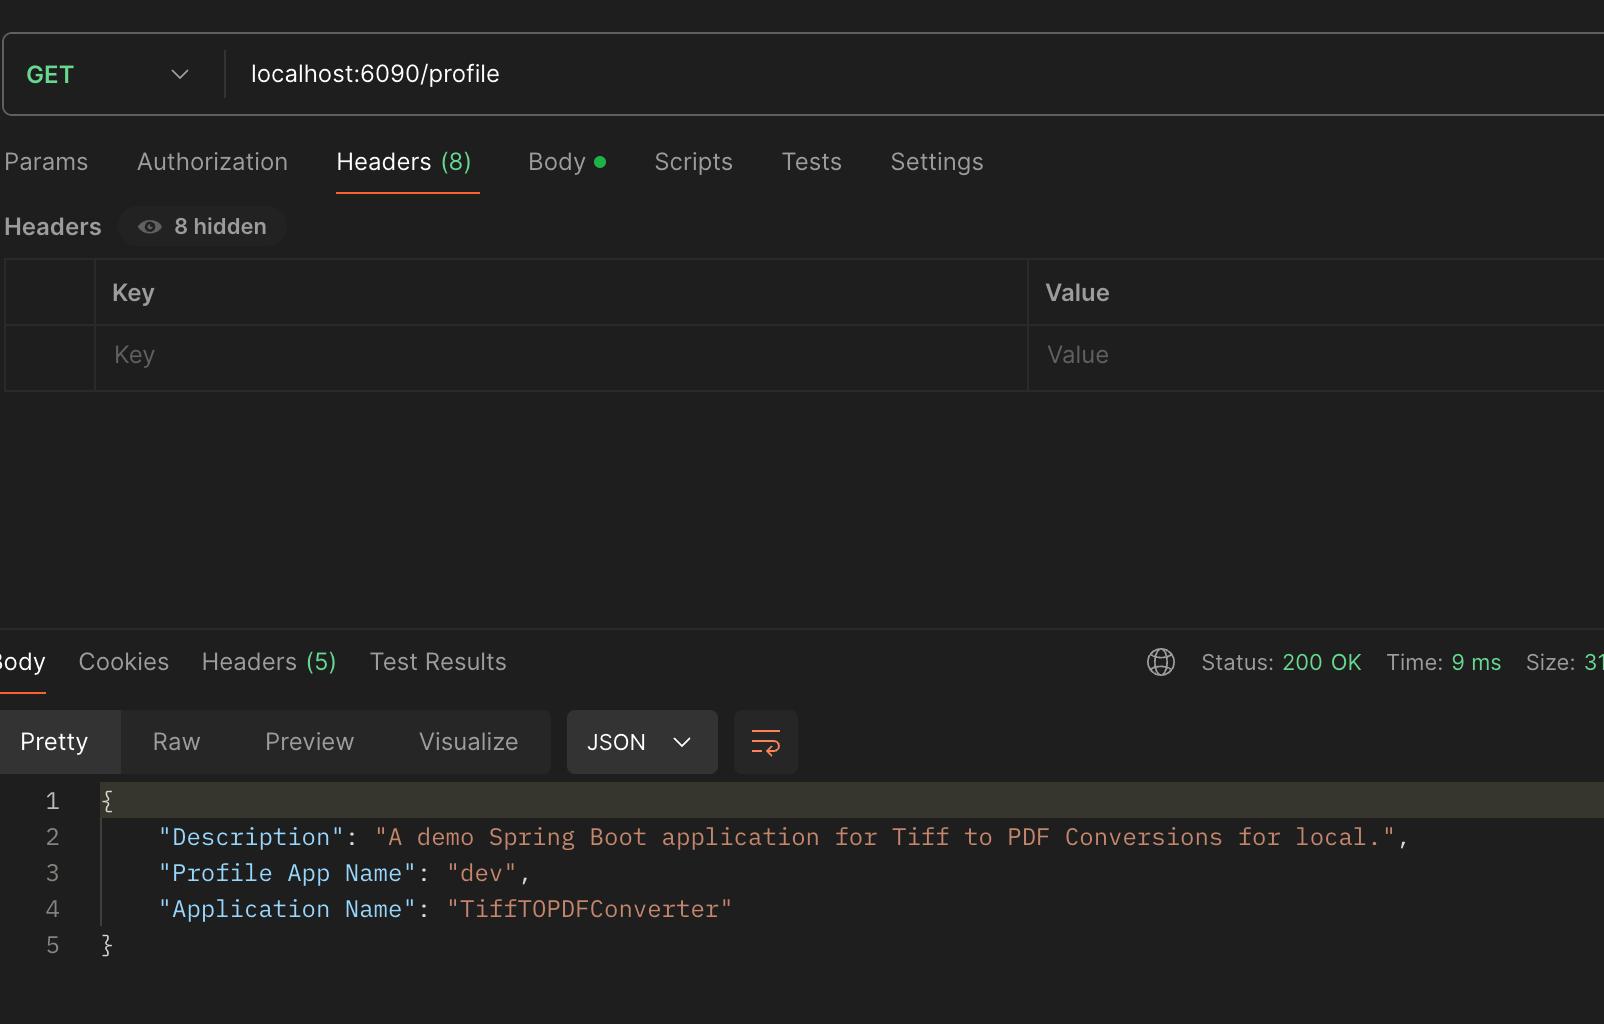 GET localhost:6090/profile
Params Authorization Headers (8) Body Scripts Tests Settings
Headers 8 hidden
Key Value
Key Value
Body Cookies Headers (5) Test Results Status: 200 OK Time: 9 ms Size: 31
Pretty Raw Preview Visualize JSON
1 {
2 "Description": "A demo Spring Boot application for Tiff to PDF Conversions for local.",
3 "Profile App Name": "dev",
4 "Application Name": "TiffTOPDFConverter"
5 }